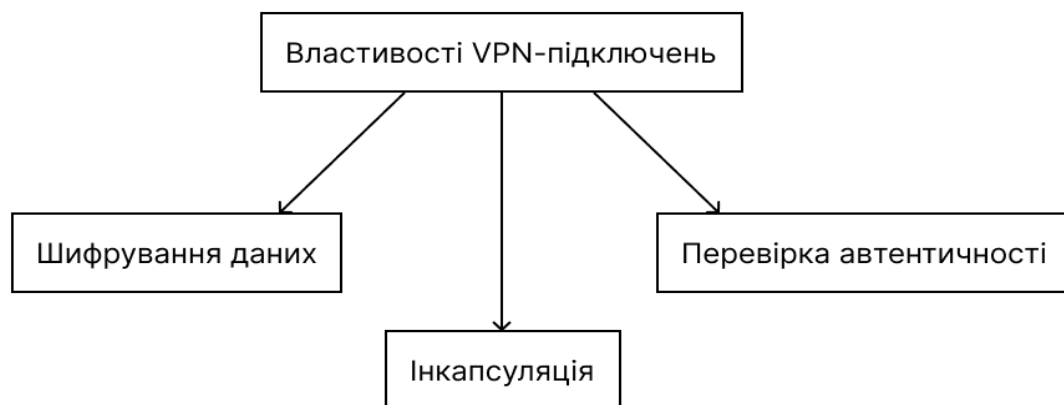 Властивості VPN-підключень
Шифрування даних
Перевірка автентичності
Інкапсуляція